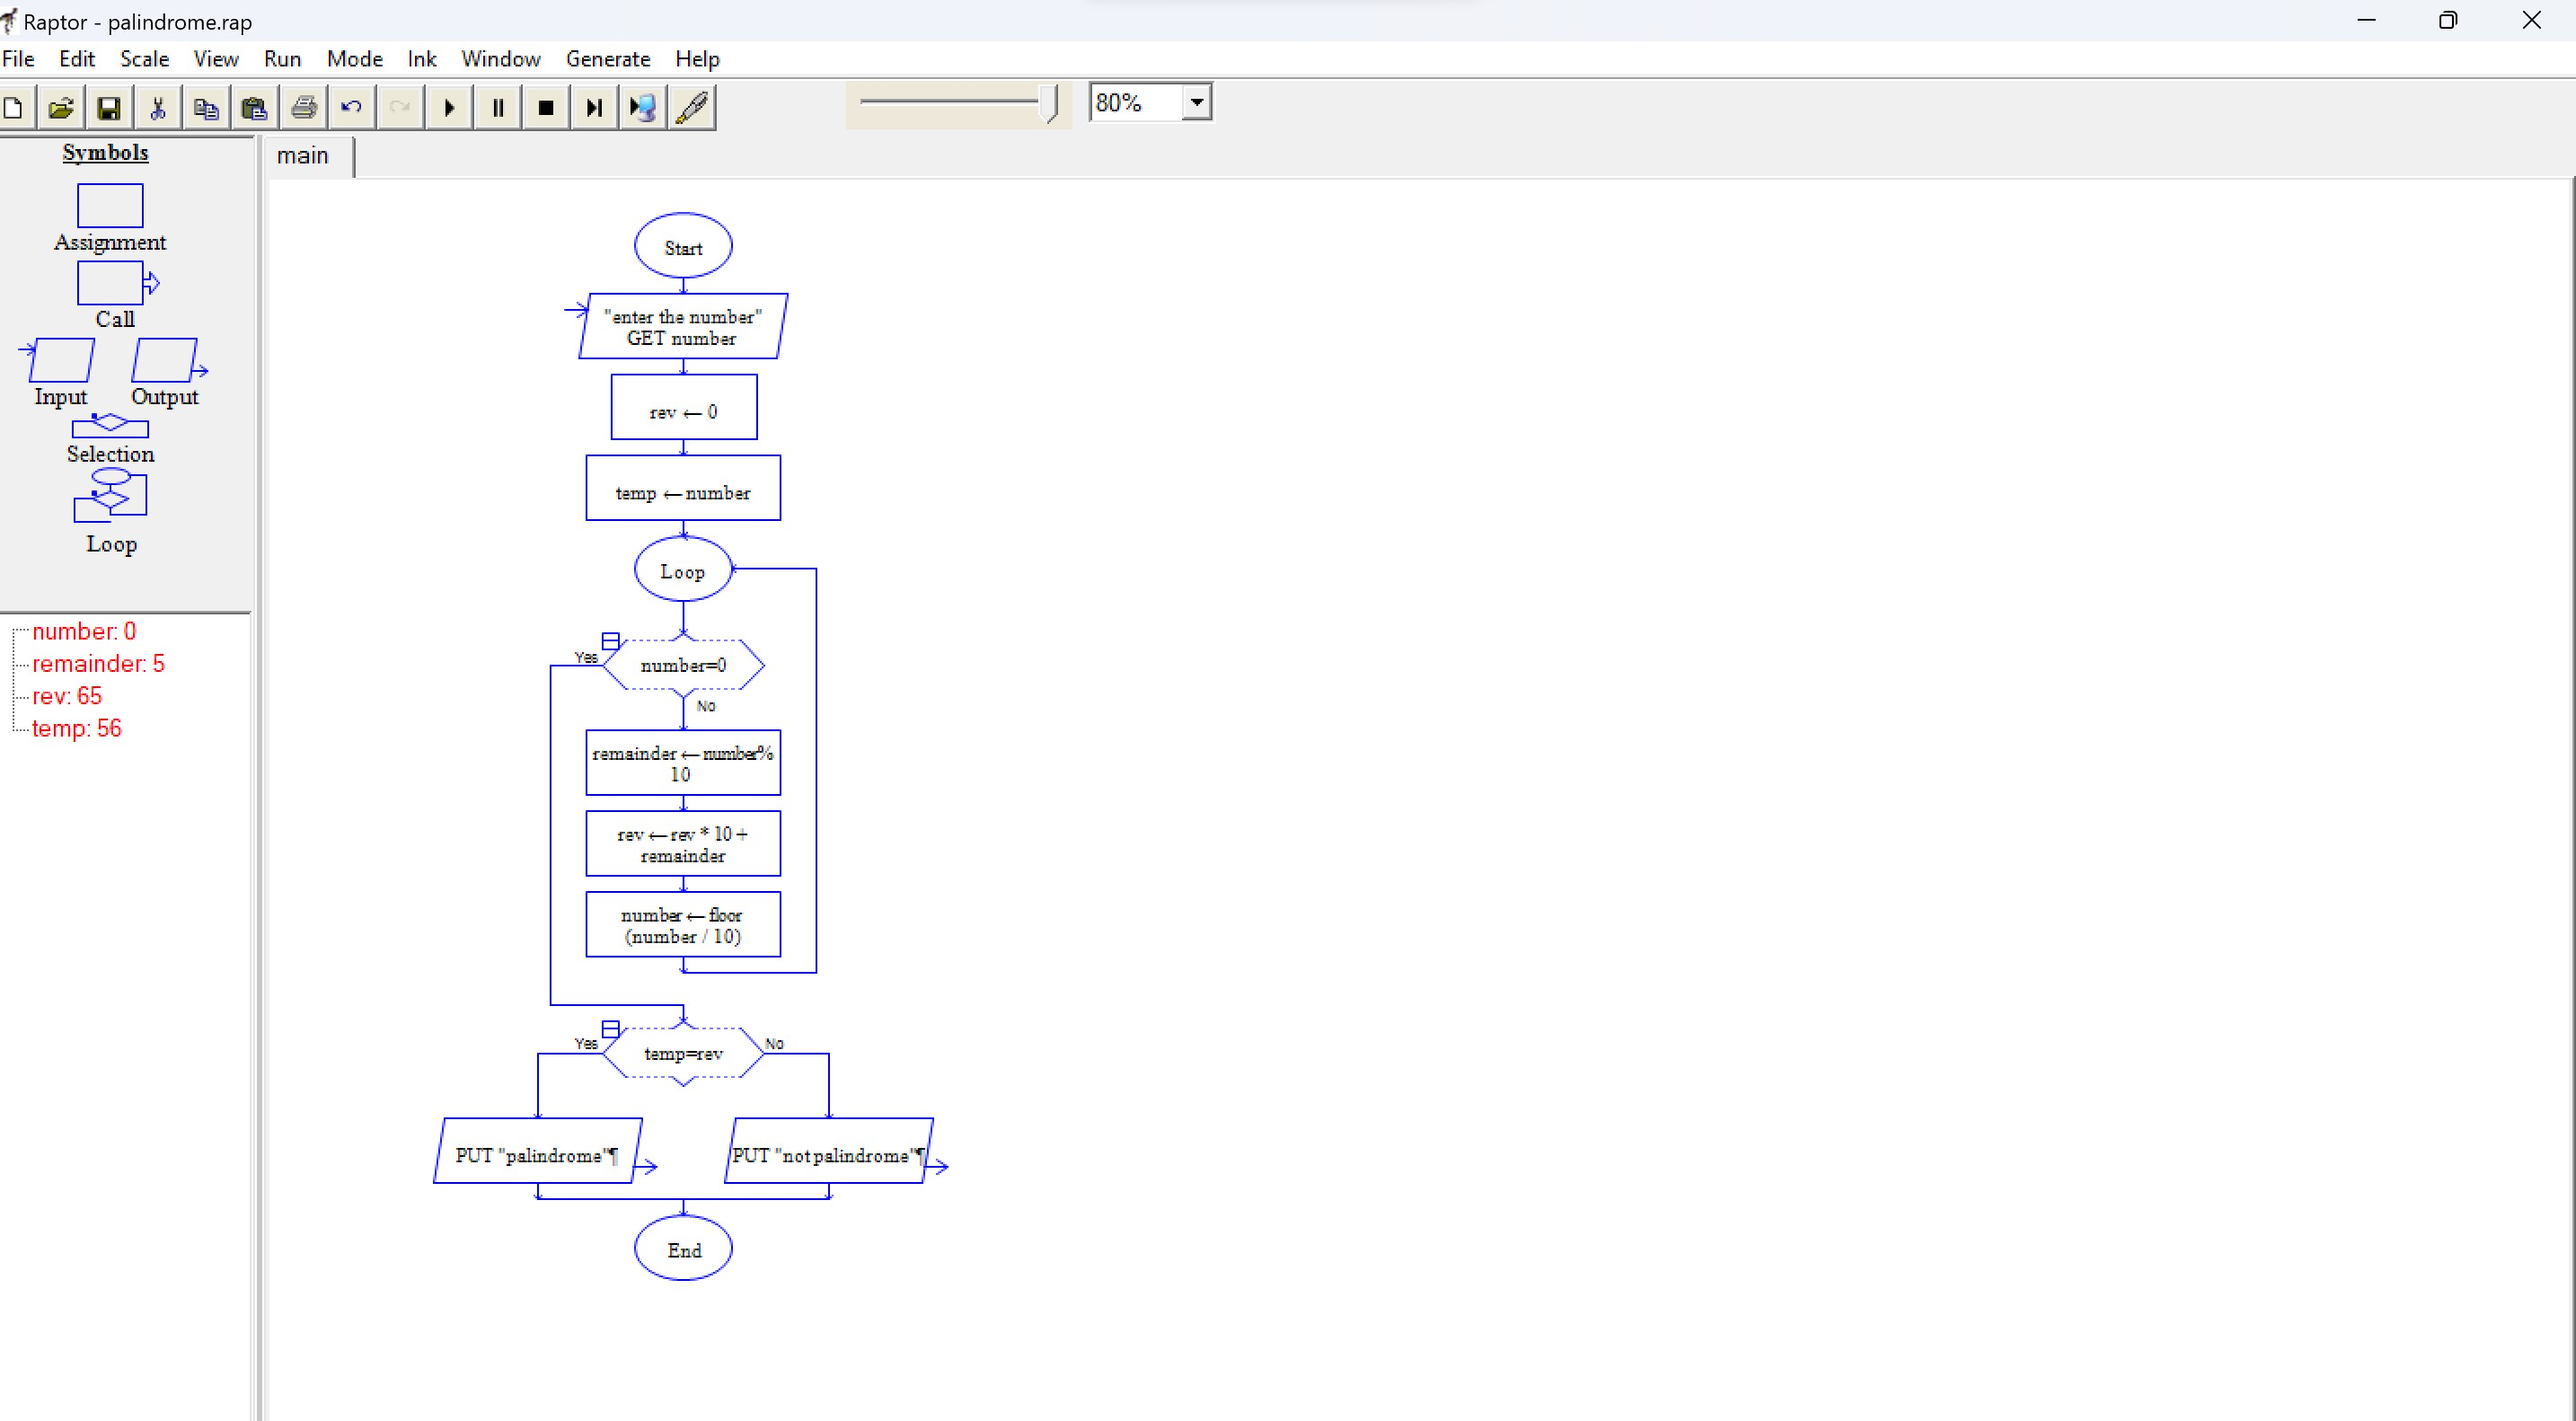 Raptor - palindrome.rap
File Edit Scale View Run Mode Ink Window Generate Help
80%
Symbols
Assignment
Call
Input Output
Selection
Loop
number: 0
remainder: 5
rev: 65
temp: 56
main
Start
"enter the number"
GET number
rev ← 0
temp ← number
Loop
Yes
number=0
No
remainder ← number%
10
rev ← rev * 10 +
remainder
number ← floor
(number / 10)
Yes
temp=rev
No
PUT "palindrome"¶
PUT "not palindrome"¶
End